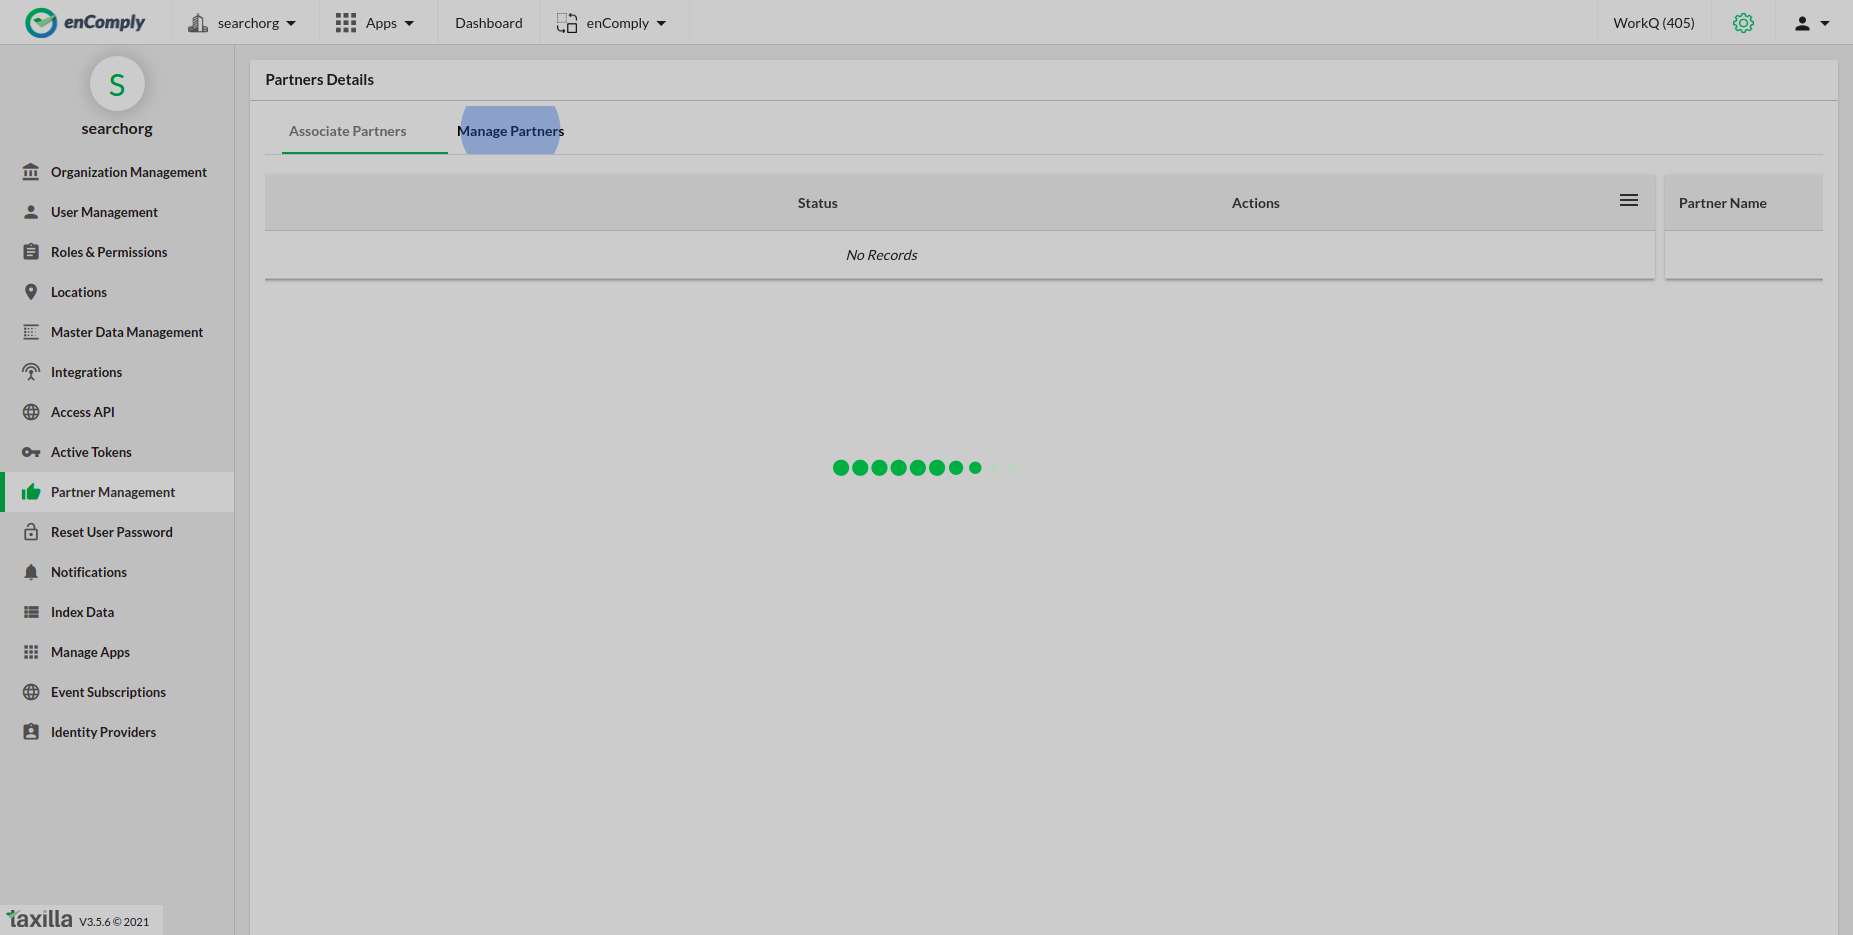 enComply
searchorg
Apps
Dashboard
enComply
WorkQ (405)
S
searchorg
Organization Management
User Management
Roles & Permissions
Locations
Master Data Management
Integrations
Access API
Active Tokens
Partner Management
Reset User Password
Notifications
Index Data
Manage Apps
Event Subscriptions
Identity Providers
taxilla V3.5.6 © 2021
Partners Details
Associate Partners
Manage Partners
Status
Actions
Partner Name
No Records